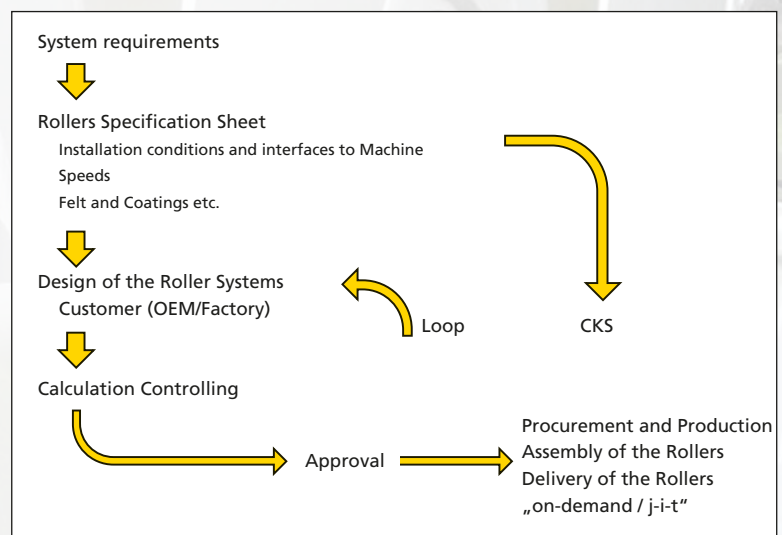 System requirements
Rollers Specification Sheet
Installation conditions and interfaces to Machine
Speeds
Felt and Coatings etc.
Design of the Roller Systems
Customer (OEM/Factory)
Loop
CKS
Calculation Controlling
Approval
Procurement and Production
Assembly of the Rollers
Delivery of the Rollers
„on-demand / j-i-t“